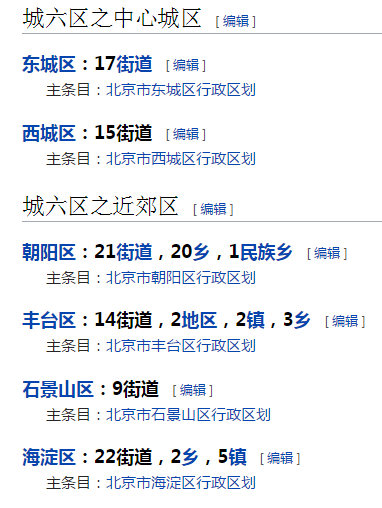 城六区之中心城区 [ 编辑 ]
东城区：17街道 [ 编辑 ]
主条目：北京市东城区行政区划
西城区：15街道 [ 编辑 ]
主条目：北京市西城区行政区划
城六区之近郊区 [ 编辑 ]
朝阳区：21街道，20乡，1民族乡 [ 编辑 ]
主条目：北京市朝阳区行政区划
丰台区：14街道，2地区，2镇，3乡 [ 编辑 ]
主条目：北京市丰台区行政区划
石景山区：9街道 [ 编辑 ]
主条目：北京市石景山区行政区划
海淀区：22街道，2乡，5镇 [ 编辑 ]
主条目：北京市海淀区行政区划